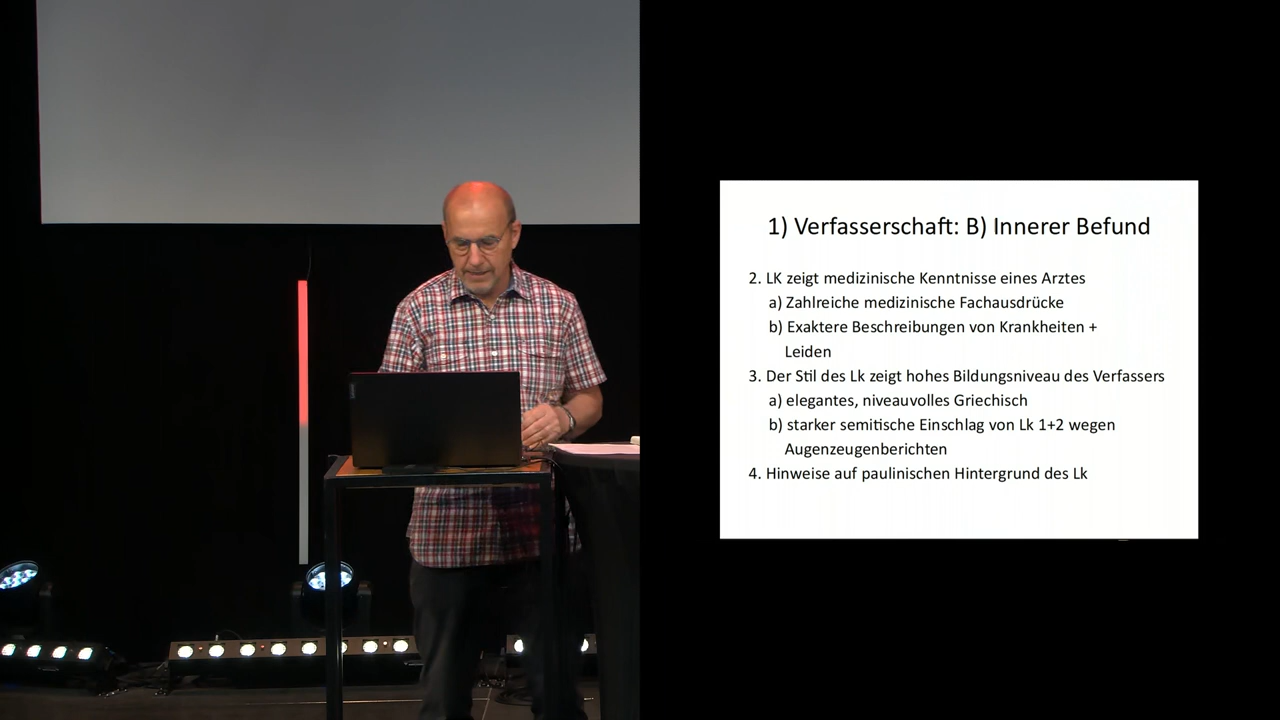 1) Verfasserschaft: B) Innerer Befund
2. LK zeigt medizinische Kenntnisse eines Arztes
a) Zahlreiche medizinische Fachausdrücke
b) Exaktere Beschreibungen von Krankheiten +
Leiden
3. Der Stil des Lk zeigt hohes Bildungsniveau des Verfassers
a) elegantes, niveauvolles Griechisch
b) starker semitische Einschlag von Lk 1+2 wegen
Augenzeugenberichten
4. Hinweise auf paulinischen Hintergrund des Lk